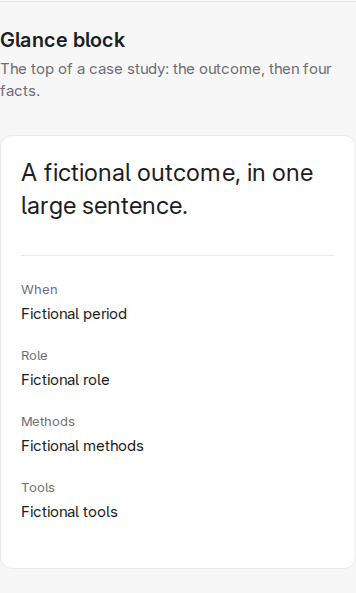 Glance block
The top of a case study: the outcome, then four
facts.
A fictional outcome, in one
large sentence.
When
Fictional period
Role
Fictional role
Methods
Fictional methods
Tools
Fictional tools